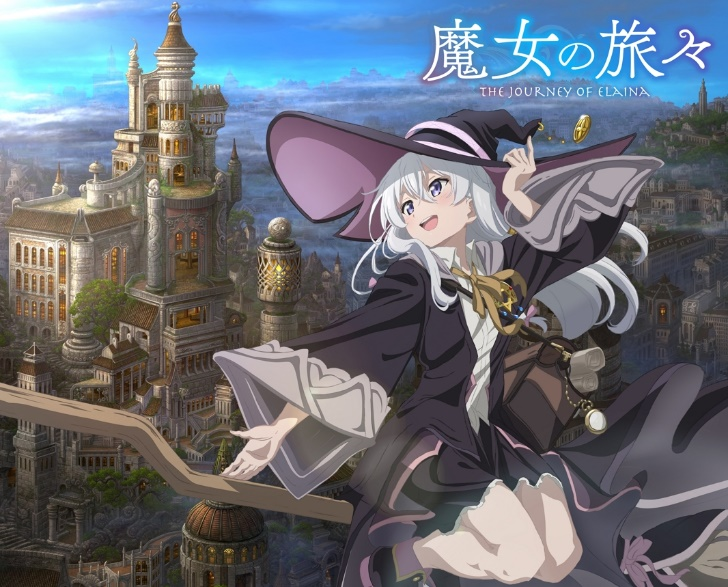 魔女の旅々
THE JOURNEY OF ELAINA